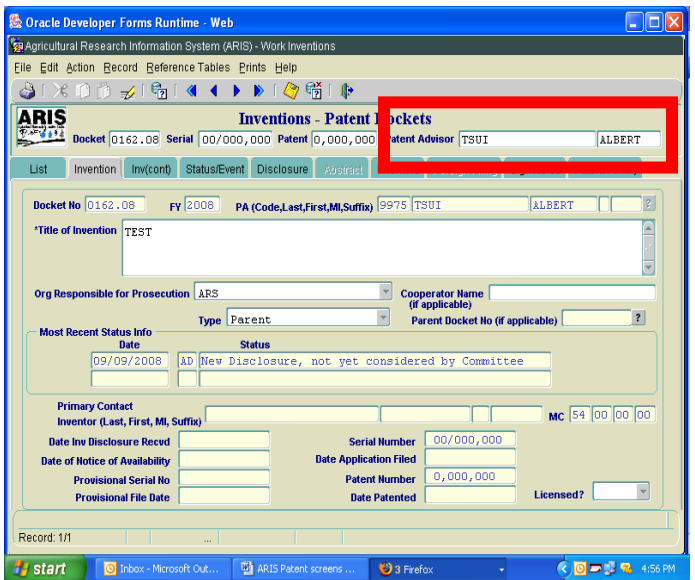 Oracle Developer Forms Runtime - Web
Agricultural Research Information System (ARIS) - Work Inventions
File Edit Action Record Reference Tables Prints Help
ARIS
Inventions - Patent Dockets
Docket 0162.08 Serial 00/000,000 Patent 0,000,000 Patent Advisor TSUI ALBERT
List Invention Inv(cont) Status/Event Disclosure Abstract
Docket No 0162.08 FY 2008 PA (Code,Last,First,MI,Suffix) 9975 TSUI ALBERT ?
*Title of Invention TEST
Org Responsible for Prosecution ARS Cooperator Name
(if applicable)
Type Parent Parent Docket No (if applicable) ?
Most Recent Status Info
Date Status
09/09/2008 AD New Disclosure, not yet considered by Committee
Primary Contact
Inventor (Last, First, MI, Suffix) MC 54 00 00 00
Date Inv Disclosure Recvd Serial Number 00/000,000
Date of Notice of Availability Date Application Filed
Provisional Serial No Patent Number 0,000,000
Provisional File Date Date Patented Licensed?
Record: 1/1 ...
start Inbox - Microsoft Out... ARIS Patent screens ... 3 Firefox 4:56 PM